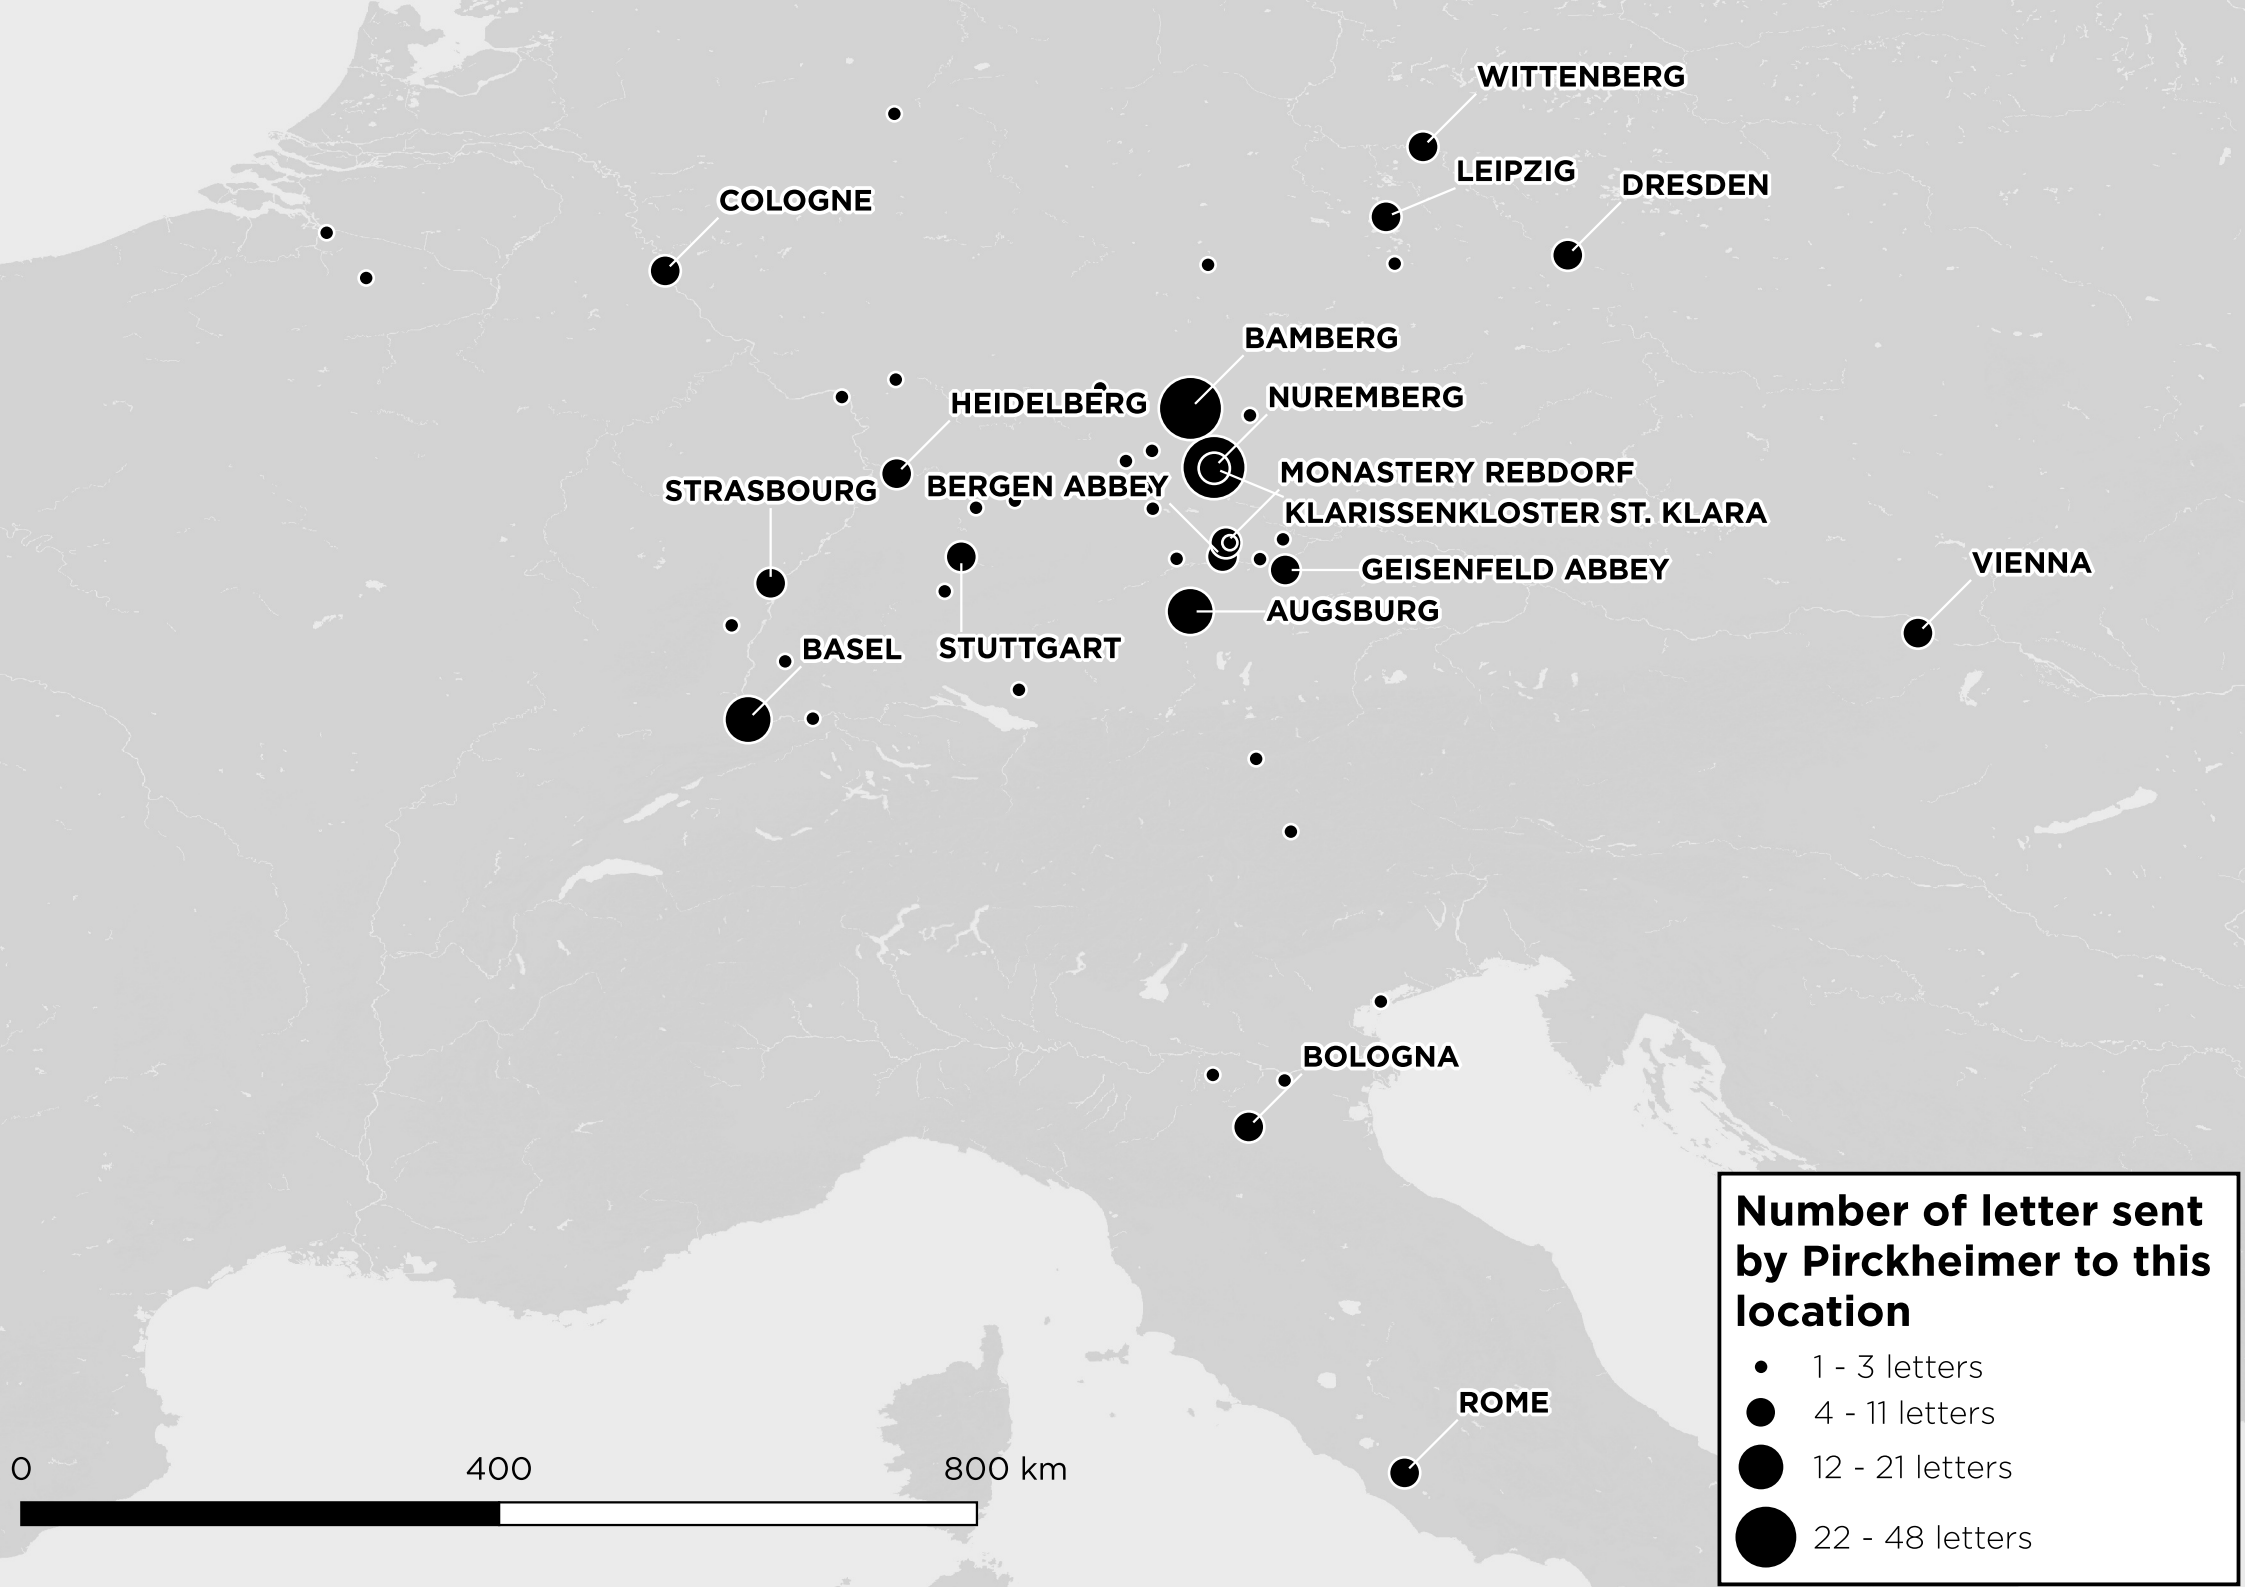 WITTENBERG
LEIPZIG
DRESDEN
COLOGNE
BAMBERG
NUREMBERG
HEIDELBERG
MONASTERY REBDORF
BERGEN ABBEY
STRASBOURG
KLARISSENKLOSTER ST. KLARA
VIENNA
GEISENFELD ABBEY
AUGSBURG
BASEL
STUTTGART
BOLOGNA
ROME
0 400 800 km
Number of letter sent
by Pirckheimer to this
location
1 - 3 letters
4 - 11 letters
12 - 21 letters
22 - 48 letters